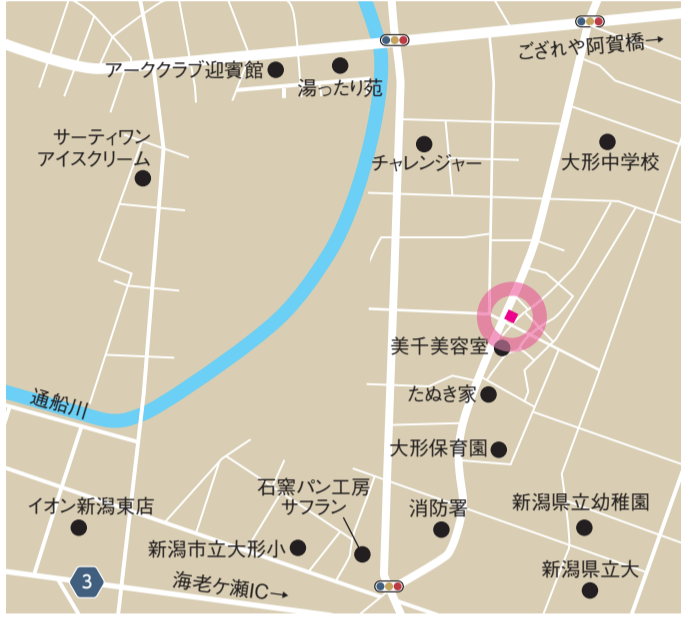 ござれや阿賀橋→
アーククラブ迎賓館
湯ったり苑
サーティワン
アイスクリーム
チャレンジャー
大形中学校
美千美容室
たぬき家
通船川
大形保育園
石窯パン工房
サフラン
イオン新潟東店
消防署
新潟県立幼稚園
新潟市立大形小
新潟県立大
3
海老ケ瀬IC→